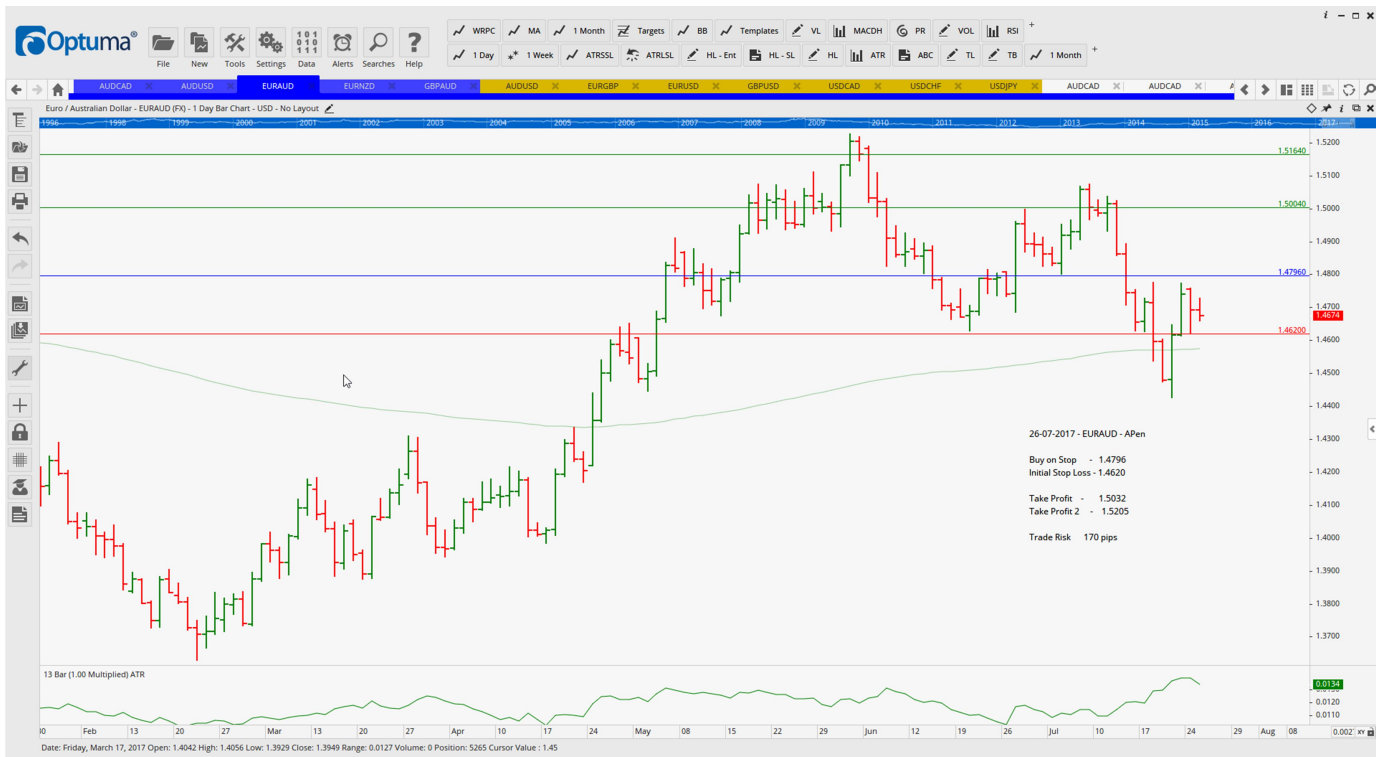 Optuma®
File New Tools Settings Data Alerts Searches Help
WRPC MA 1 Month Targets BB Templates VL MACDH PR VOL RSI +
1 Day 1 Week ATRSSL ATRLSL HL - Ent HL - SL HL ATR ABC TL TB 1 Month +
AUDCAD AUDUSD EURAUD EURNZD GBPAUD AUDUSD EURGBP EURUSD GBPUSD USDCAD USDCHF USDJPY AUDCAD AUDCAD
Euro / Australian Dollar - EURAUD (FX) - 1 Day Bar Chart - USD - No Layout
1996 1998 1999 2000 2001 2002 2003 2004 2005 2006 2007 2008 2009 2010 2011 2012 2013 2014 2015 2016 2017
1.5200
1.51640
1.5100
1.50040
1.5000
1.4900
1.47960
1.4800
1.4700
1.4674
1.46200
1.4600
1.4500
1.4400
26-07-2017 - EURAUD - APen
1.4300
Buy on Stop - 1.4796
Initial Stop Loss - 1.4620
1.4200
Take Profit - 1.5032
1.4100
Take Profit 2 - 1.5205
Trade Risk 170 pips
1.4000
1.3900
1.3800
1.3700
13 Bar (1.00 Multiplied) ATR
0.0134
0.0120
0.0110
Feb 13 20 27 Mar 13 20 27 Apr 10 17 24 May 08 15 22 29 Jun 12 19 26 Jul 10 17 24 29 Aug 08 0.002 XY
Date: Friday, March 17, 2017 Open: 1.4042 High: 1.4056 Low: 1.3929 Close: 1.3949 Range: 0.0127 Volume: 0 Position: 5265 Cursor Value : 1.45